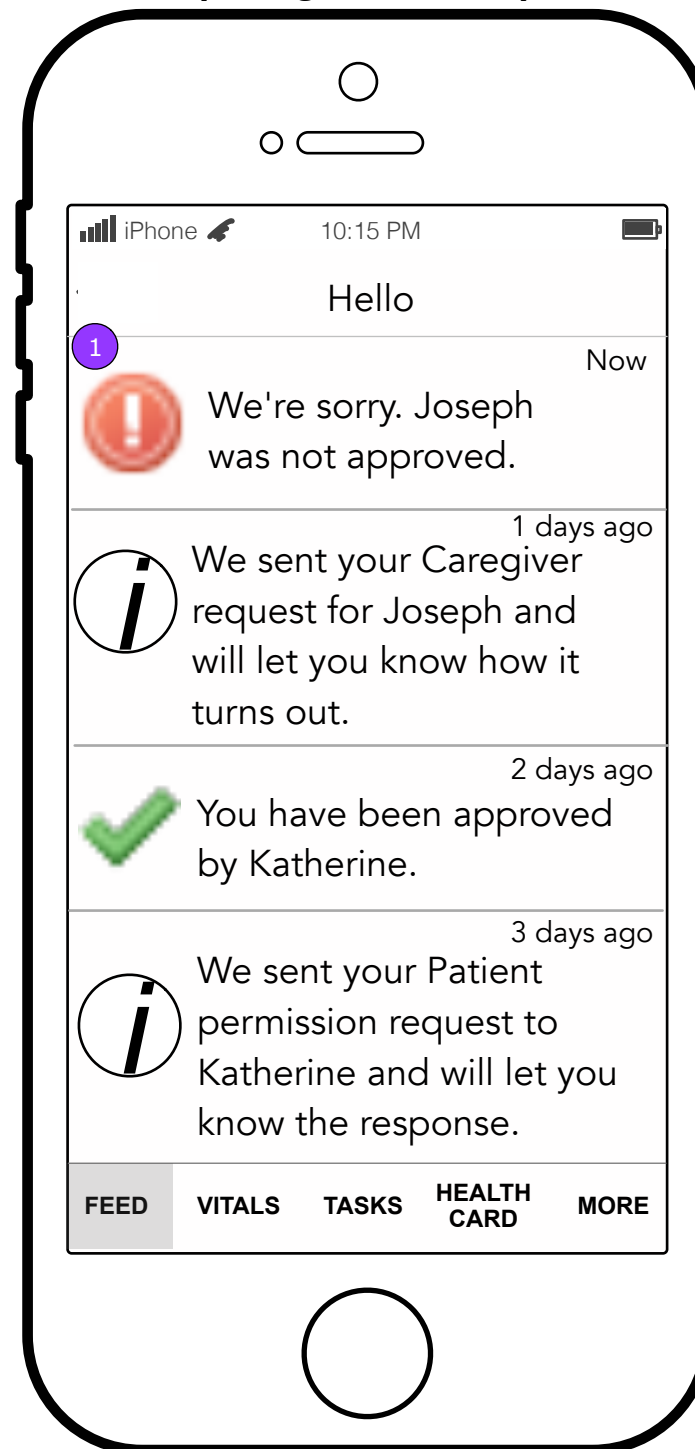 iPhone 10:15 PM
Hello
1
Now
We're sorry. Joseph
was not approved.
1 days ago
We sent your Caregiver
request for Joseph and
will let you know how it
turns out.
2 days ago
You have been approved
by Katherine.
3 days ago
We sent your Patient
permission request to
Katherine and will let you
know the response.
FEED VITALS TASKS HEALTH CARD MORE